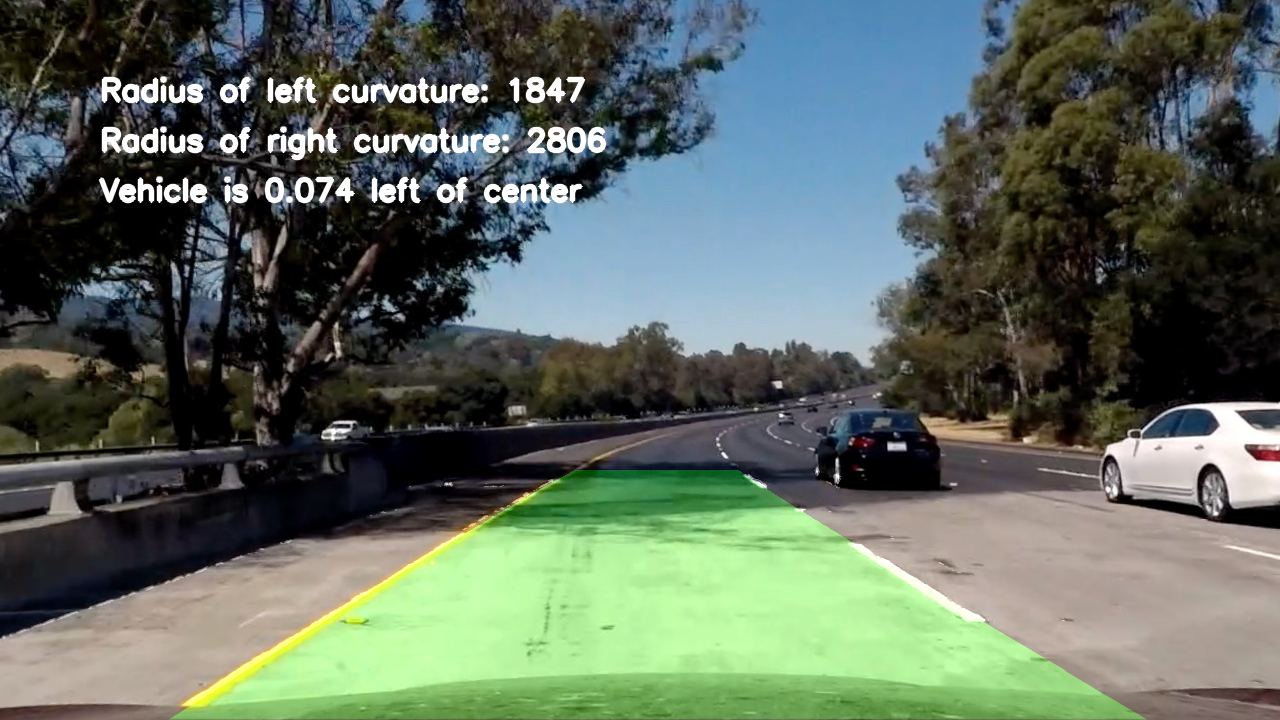 Radius of left curvature: 1847
Radius of right curvature: 2806
Vehicle is 0.074 left of center